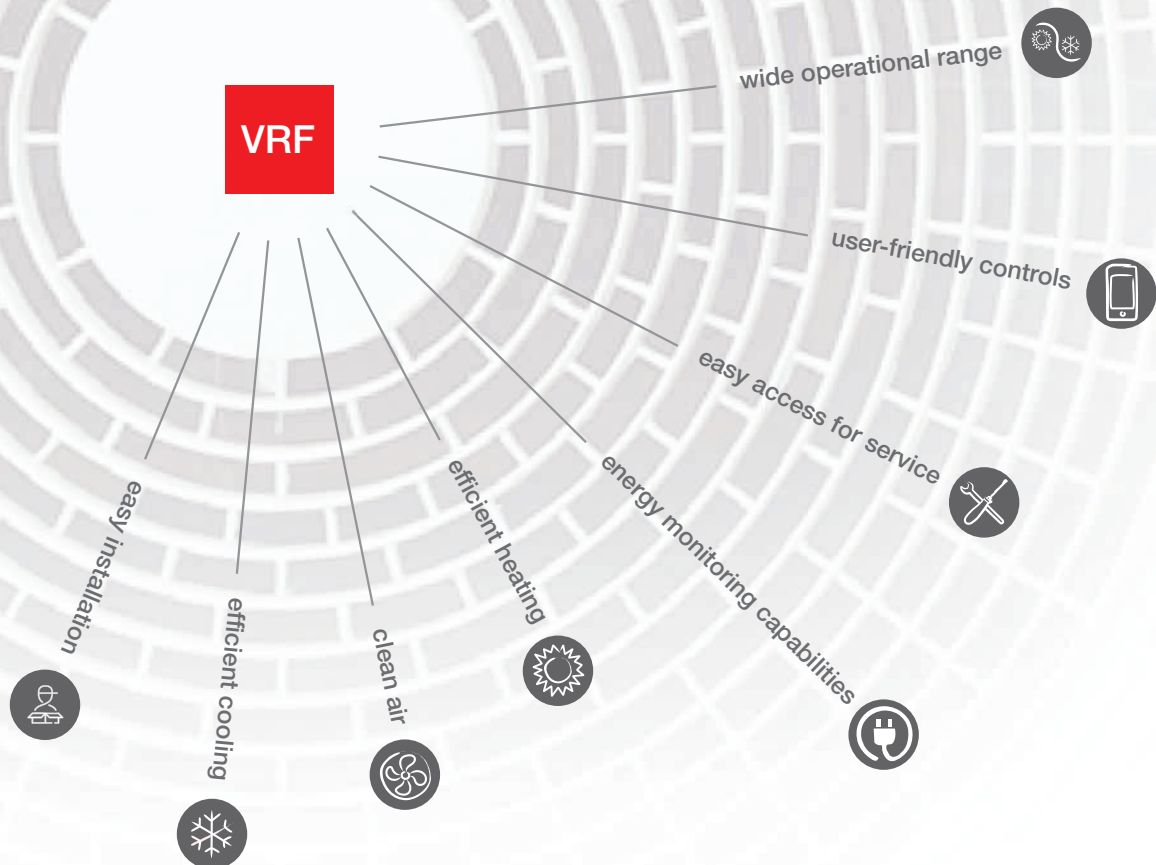 VRF
wide operational range
user-friendly controls
easy access for service
energy monitoring capabilities
efficient heating
clean air
efficient cooling
easy installation